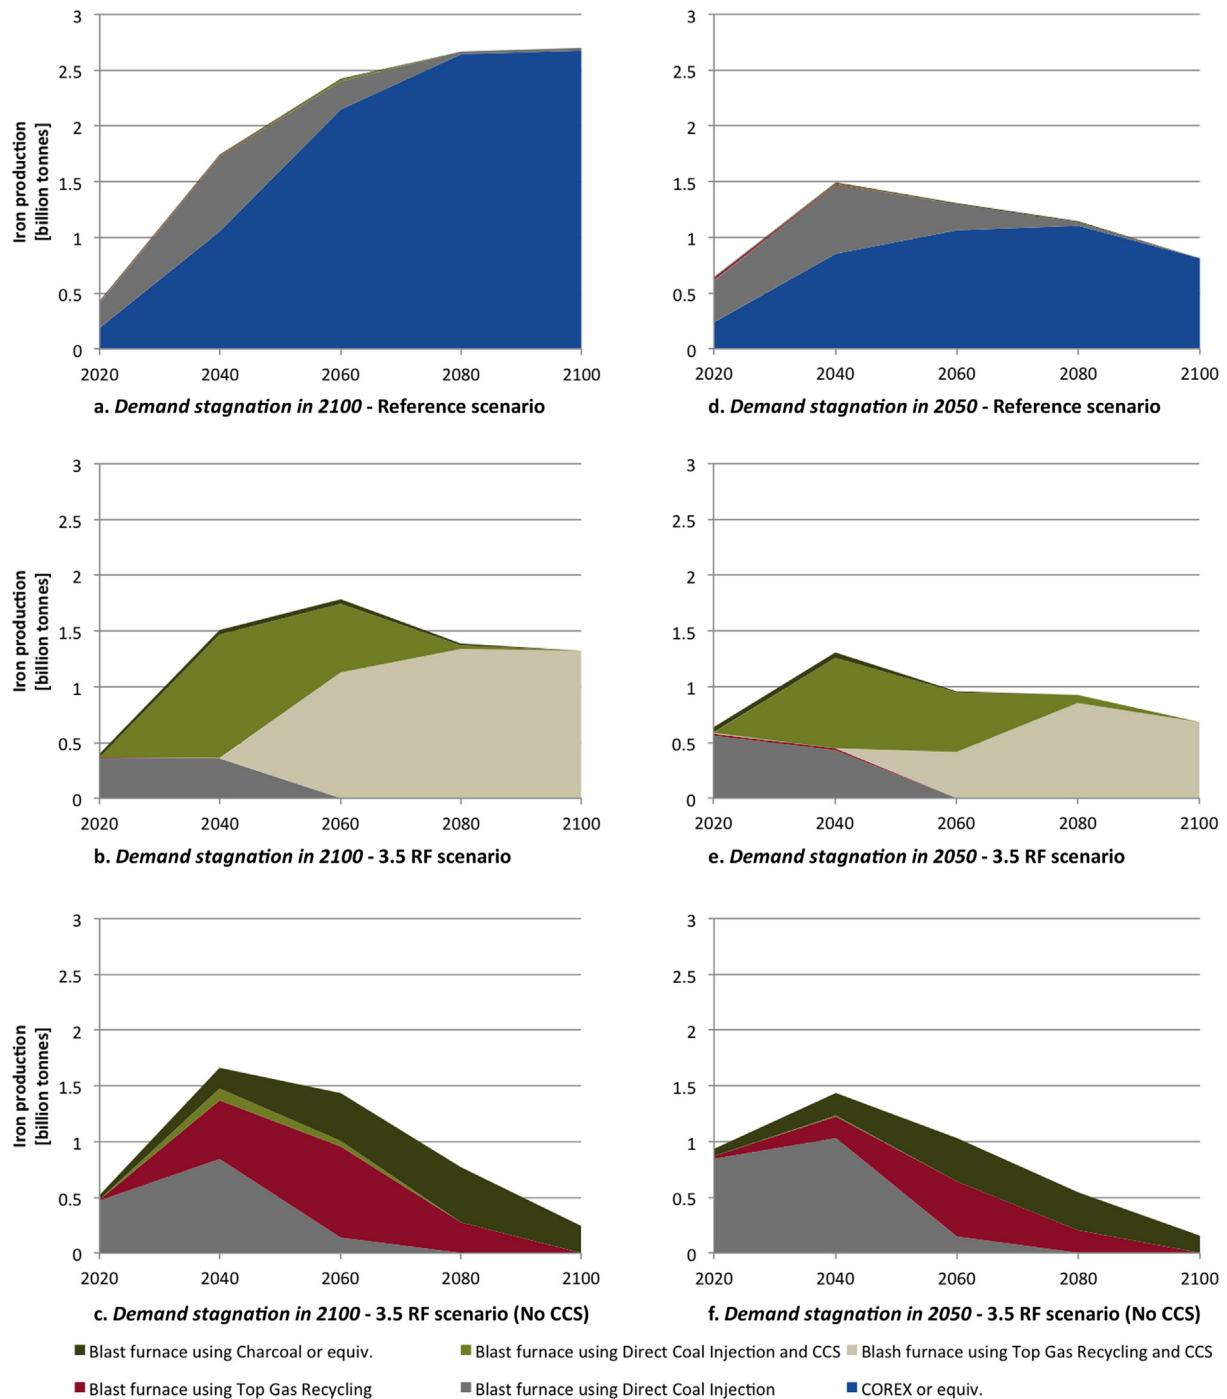 3
2.5
2
1.5
1
0.5
0
Iron production
[billion tonnes]
2020 2040 2060 2080 2100
a. Demand stagnation in 2100 - Reference scenario
3
2.5
2
1.5
1
0.5
0
2020 2040 2060 2080 2100
d. Demand stagnation in 2050 - Reference scenario
3
2.5
2
1.5
1
0.5
0
Iron production
[billion tonnes]
2020 2040 2060 2080 2100
b. Demand stagnation in 2100 - 3.5 RF scenario
3
2.5
2
1.5
1
0.5
0
2020 2040 2060 2080 2100
e. Demand stagnation in 2050 - 3.5 RF scenario
3
2.5
2
1.5
1
0.5
0
Iron production
[billion tonnes]
2020 2040 2060 2080 2100
c. Demand stagnation in 2100 - 3.5 RF scenario (No CCS)
3
2.5
2
1.5
1
0.5
0
2020 2040 2060 2080 2100
f. Demand stagnation in 2050 - 3.5 RF scenario (No CCS)
Blast furnace using Charcoal or equiv. Blast furnace using Direct Coal Injection and CCS Blash furnace using Top Gas Recycling and CCS
Blast furnace using Top Gas Recycling Blast furnace using Direct Coal Injection COREX or equiv.